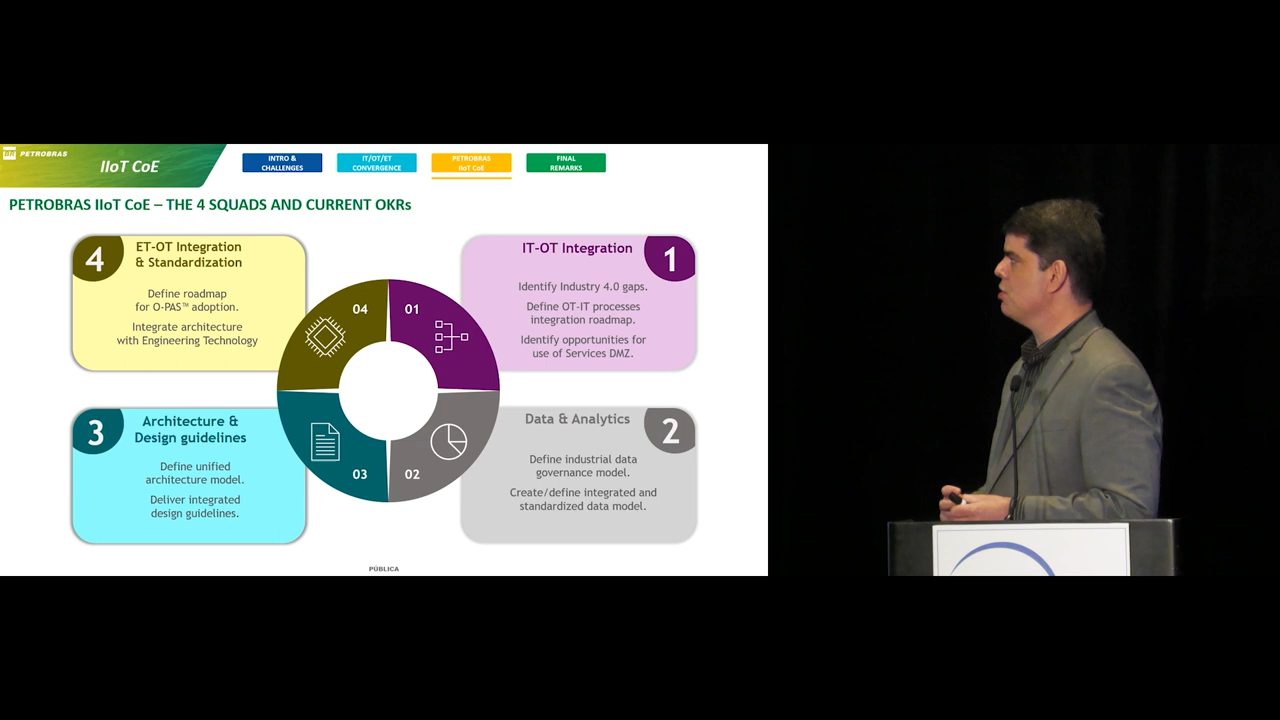 PETROBRAS
IIoT CoE
INTRO &
CHALLENGES
IT/OT/ET
CONVERGENCE
PETROBRAS
IIoT CoE
FINAL
REMARKS
PETROBRAS IIoT CoE – THE 4 SQUADS AND CURRENT OKRs
4
ET-OT Integration
& Standardization
Define roadmap
for O-PAS™ adoption.
Integrate architecture
with Engineering Technology
IT-OT Integration
1
Identify Industry 4.0 gaps.
Define OT-IT processes
integration roadmap.
Identify opportunities for
use of Services DMZ.
04
01
03
02
3
Architecture &
Design guidelines
Define unified
architecture model.
Deliver integrated
design guidelines.
Data & Analytics
2
Define industrial data
governance model.
Create/define integrated and
standardized data model.
PÚBLICA